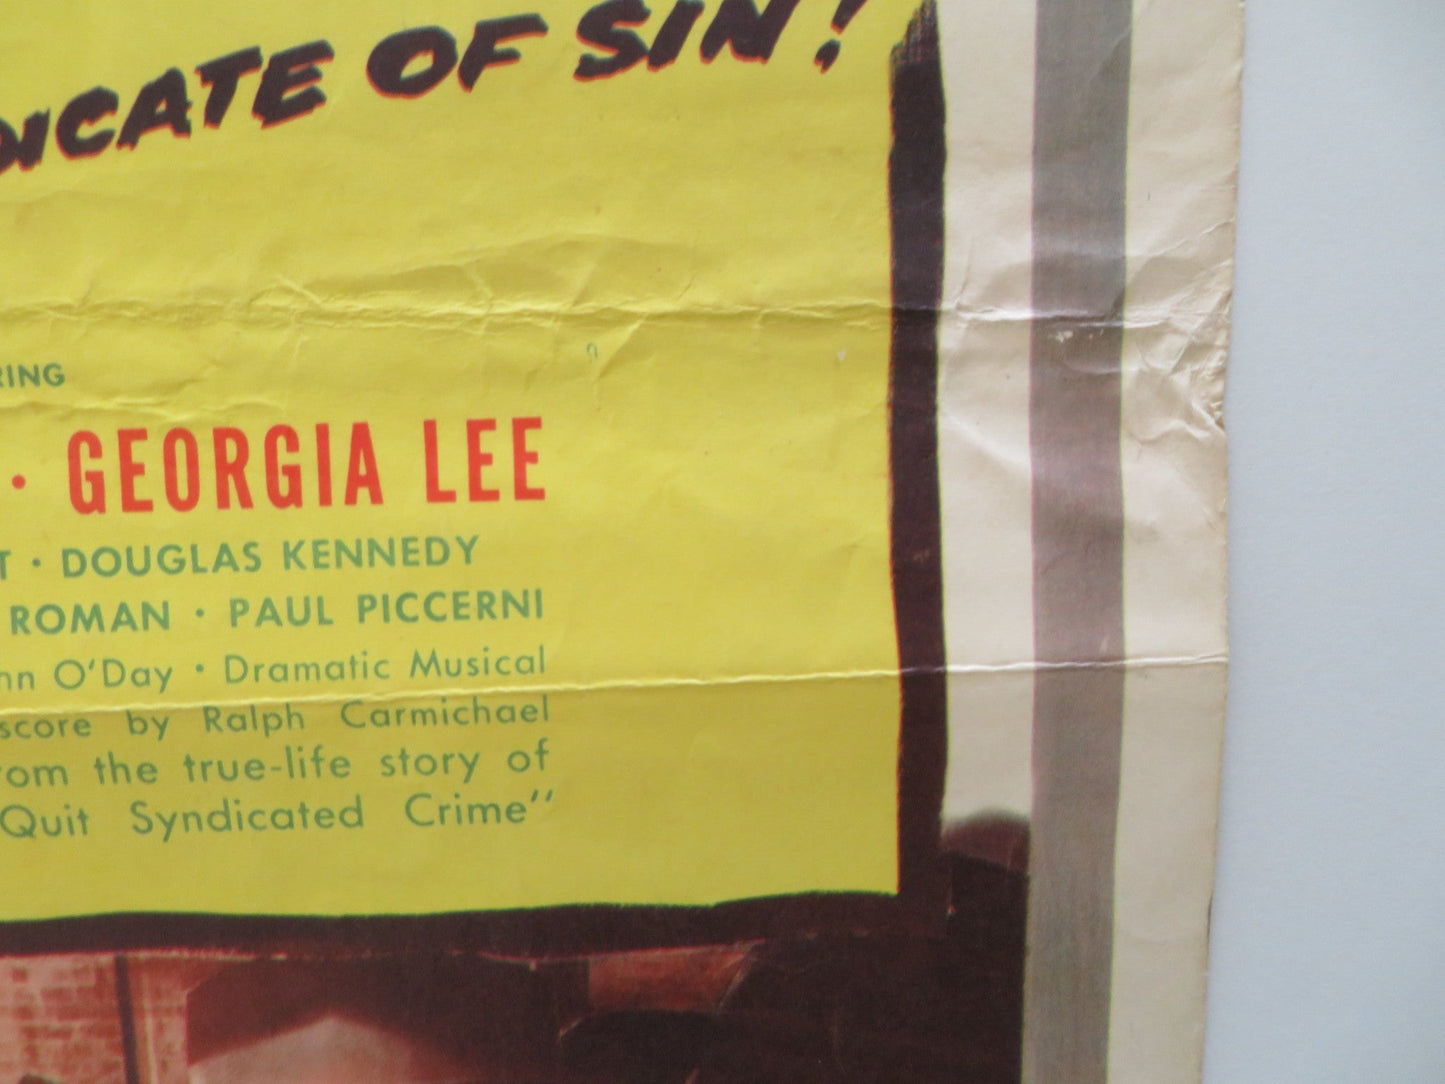 DICATE OF SIN!
RING
· GEORGIA LEE
T · DOUGLAS KENNEDY
ROMAN · PAUL PICCERNI
nn O'Day · Dramatic Musical
score by Ralph Carmichael
rom the true-life story of
Quit Syndicated Crime"